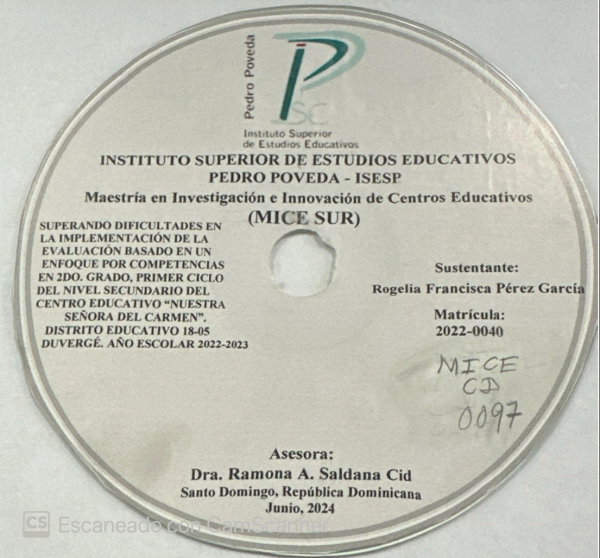 Pedro Poveda
Instituto Superior
de Estudios Educativos
INSTITUTO SUPERIOR DE ESTUDIOS EDUCATIVOS
PEDRO POVEDA - ISESP
Maestría en Investigación e Innovación de Centros Educativos
(MICE SUR)
SUPERANDO DIFICULTADES EN
LA IMPLEMENTACIÓN DE LA
EVALUACIÓN BASADO EN UN
ENFOQUE POR COMPETENCIAS
EN 2DO. GRADO, PRIMER CICLO
DEL NIVEL SECUNDARIO DEL
CENTRO EDUCATIVO “NUESTRA
SEÑORA DEL CARMEN”.
DISTRITO EDUCATIVO 18-05
DUVERGÉ. AÑO ESCOLAR 2022-2023
Sustentante:
Rogelia Francisca Pérez García
Matrícula:
2022-0040
MICE
CD
0097
Asesora:
Dra. Ramona A. Saldana Cid
Santo Domingo, República Dominicana
Junio, 2024
CS Escaneado con CamScanner